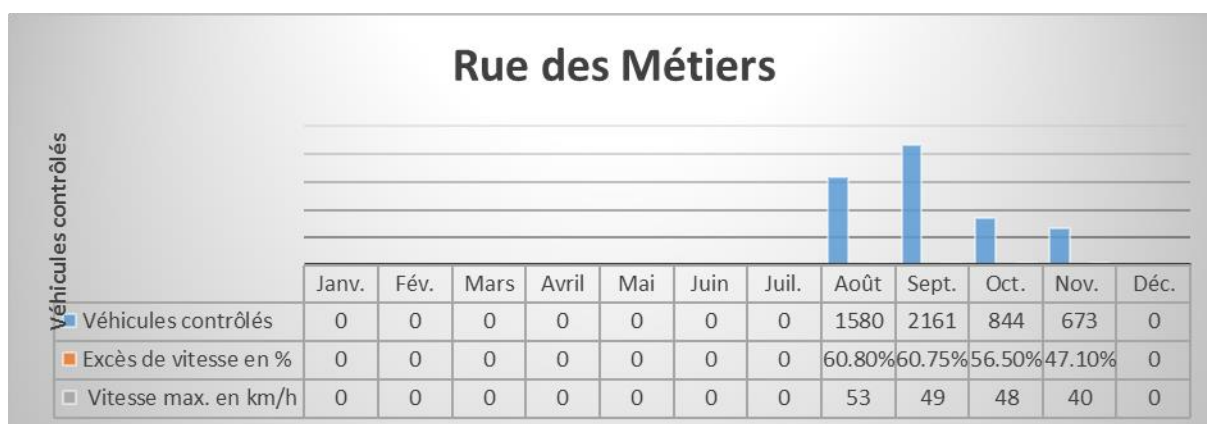 Rue des Métiers
Véhicules contrôlés
Janv. Fév. Mars Avril Mai Juin Juil. Août Sept. Oct. Nov. Déc.
Véhicules contrôlés 0 0 0 0 0 0 0 1580 2161 844 673 0
Excès de vitesse en % 0 0 0 0 0 0 0 60.80% 60.75% 56.50% 47.10% 0
Vitesse max. en km/h 0 0 0 0 0 0 0 53 49 48 40 0